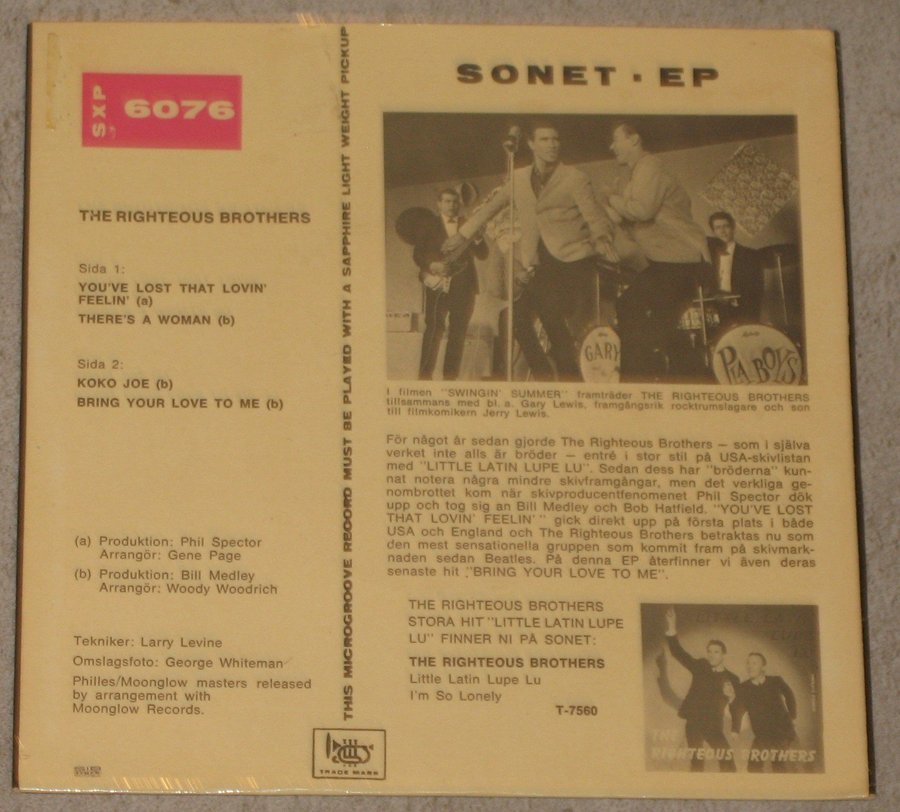 SXP 6076
THE RIGHTEOUS BROTHERS
Sida 1:
YOU'VE LOST THAT LOVIN'
FEELIN' (a)
THERE'S A WOMAN (b)
Sida 2:
KOKO JOE (b)
BRING YOUR LOVE TO ME (b)
(a) Produktion: Phil Spector
Arrangör: Gene Page
(b) Produktion: Bill Medley
Arrangör: Woody Woodrich
Tekniker: Larry Levine
Omslagsfoto: George Whiteman
Philles/Moonglow masters released
by arrangement with
Moonglow Records.
THIS MICROGROOVE RECORD MUST BE PLAYED WITH A SAPPHIRE LIGHT WEIGHT PICKUP
TRADE MARK
SONET · EP
GARY
PLABOYS
I filmen "SWINGIN' SUMMER" framträder THE RIGHTEOUS BROTHERS
tillsammans med bl. a. Gary Lewis, framgångsrik rocktrumslagare och son
till filmkomikern Jerry Lewis.
För något år sedan gjorde The Righteous Brothers – som i själva
verket inte alls är bröder – entré i stor stil på USA-skivlistan
med "LITTLE LATIN LUPE LU". Sedan dess har "bröderna" kun-
nat notera några mindre skivframgångar, men det verkliga ge-
nombrottet kom när skivproducentfenomenet Phil Spector dök
upp och tog sig an Bill Medley och Bob Hatfield. "YOU'VE LOST
THAT LOVIN' FEELIN'" gick direkt upp på första plats i både
USA och England och The Righteous Brothers betraktas nu som
den mest sensationella gruppen som kommit fram på skivmark-
naden sedan Beatles. På denna EP återfinner vi även deras
senaste hit "BRING YOUR LOVE TO ME".
THE RIGHTEOUS BROTHERS
STORA HIT "LITTLE LATIN LUPE
LU" FINNER NI PÅ SONET:
THE RIGHTEOUS BROTHERS
Little Latin Lupe Lu
I'm So Lonely
T-7560
THE
RIGHTEOUS BROTHERS